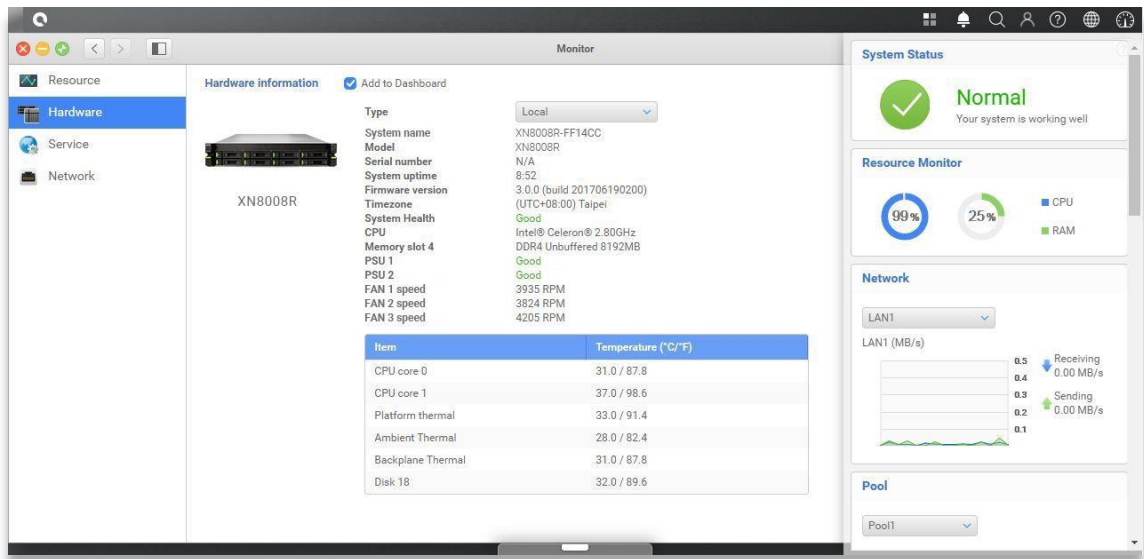 Monitor
Resource
Hardware
Service
Network
Hardware information
Add to Dashboard
XN8008R
Type Local
System name XN8008R-FF14CC
Model XN8008R
Serial number N/A
System uptime 8:52
Firmware version 3.0.0 (build 201706190200)
Timezone (UTC+08:00) Taipei
System Health Good
CPU Intel® Celeron® 2.80GHz
Memory slot 4 DDR4 Unbuffered 8192MB
PSU 1 Good
PSU 2 Good
FAN 1 speed 3935 RPM
FAN 2 speed 3824 RPM
FAN 3 speed 4205 RPM
Item Temperature (°C/°F)
CPU core 0 31.0 / 87.8
CPU core 1 37.0 / 98.6
Platform thermal 33.0 / 91.4
Ambient Thermal 28.0 / 82.4
Backplane Thermal 31.0 / 87.8
Disk 18 32.0 / 89.6
System Status
Normal
Your system is working well
Resource Monitor
99% 25%
CPU
RAM
Network
LAN1
LAN1 (MB/s)
0.5
0.4
0.3
0.2
0.1
Receiving
0.00 MB/s
Sending
0.00 MB/s
Pool
Pool1